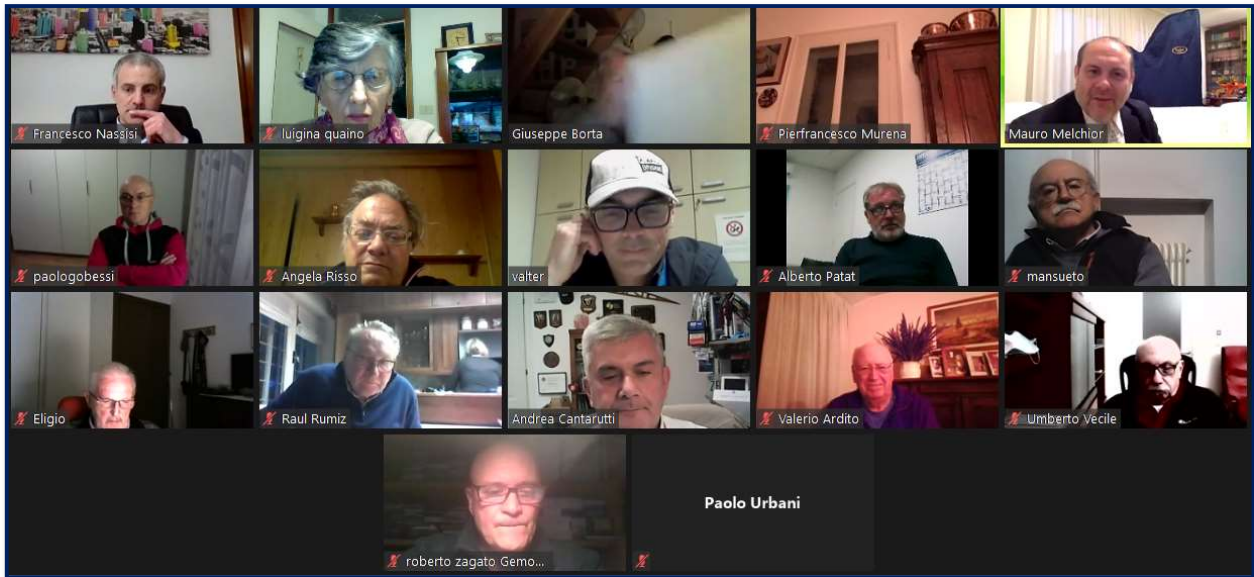 Francesco Nassisi
luigina quaino
Giuseppe Borta
Pierfrancesco Murena
Mauro Melchior
paologobessi
Angela Risso
valter
Alberto Patat
mansueto
Eligio
Raul Rumiz
Andrea Cantarutti
Valerio Ardito
Umberto Vecile
roberto zagato Gemo...
Paolo Urbani